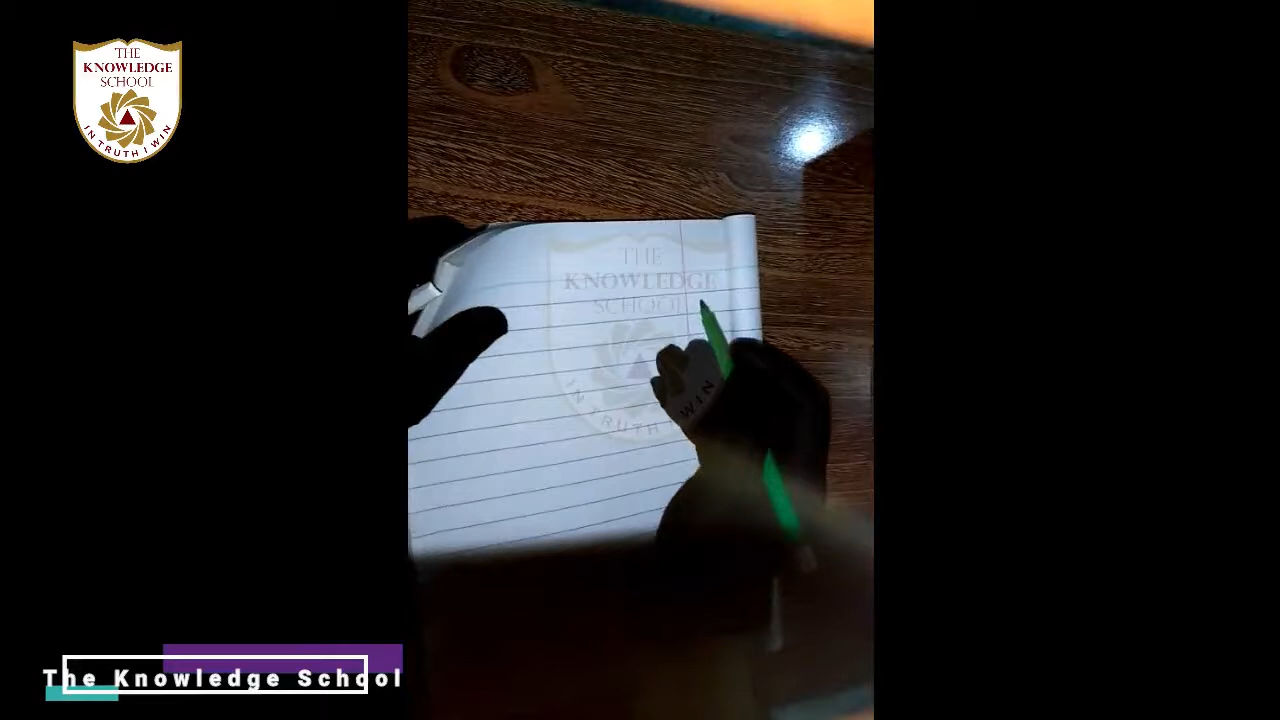 THE
KNOWLEDGE
SCHOOL
IN TRUTH I WIN
THE
KNOWLEDGE
SCHOOL
IN TRUTH I WIN
The Knowledge School